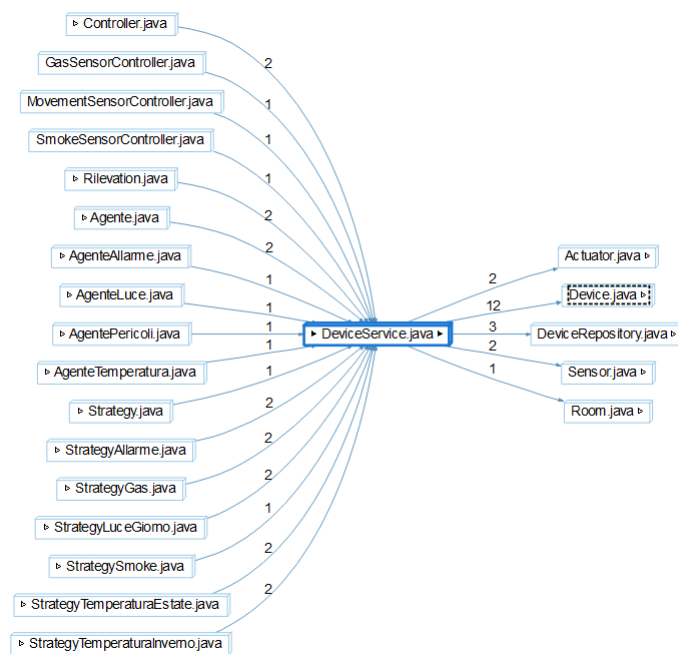 Controller.java
GasSensorController.java
MovementSensorController.java
SmokeSensorController.java
Rilevation.java
Agente.java
AgenteAllarme.java
AgenteLuce.java
AgentePericoli.java
AgenteTemperatura.java
Strategy.java
StrategyAllarme.java
StrategyGas.java
StrategyLuceGiorno.java
StrategySmoke.java
StrategyTemperaturaEstate.java
StrategyTemperaturaInverno.java
2
1
1
1
2
2
1
1
1
1
1
2
2
2
1
2
2
DeviceService.java
2
12
3
2
1
Actuator.java
Device.java
DeviceRepository.java
Sensor.java
Room.java